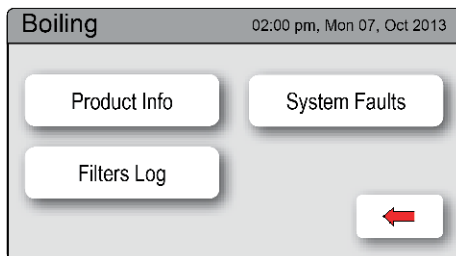 Boiling 02:00 pm, Mon 07, Oct 2013
Product Info System Faults
Filters Log